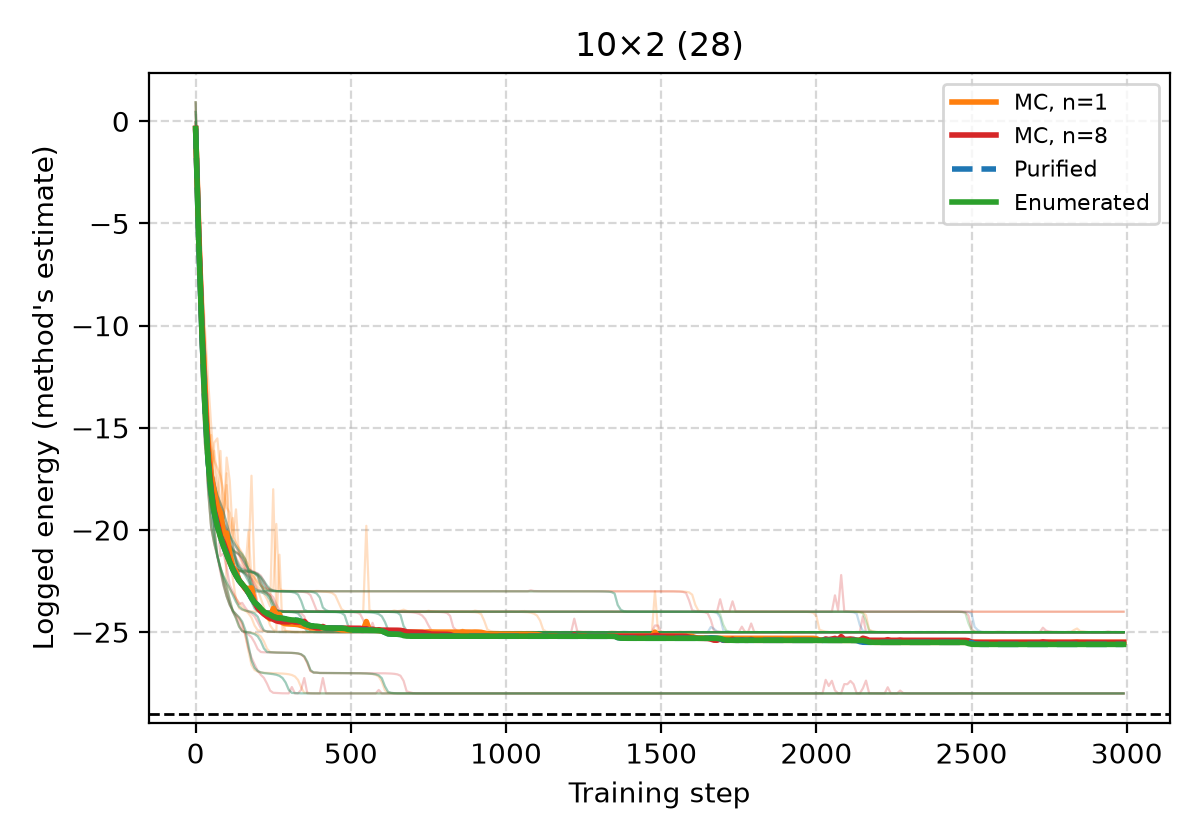 10×2 (28)
Logged energy (method's estimate)
0
−5
−10
−15
−20
−25
MC, n=1
MC, n=8
Purified
Enumerated
0 500 1000 1500 2000 2500 3000
Training step